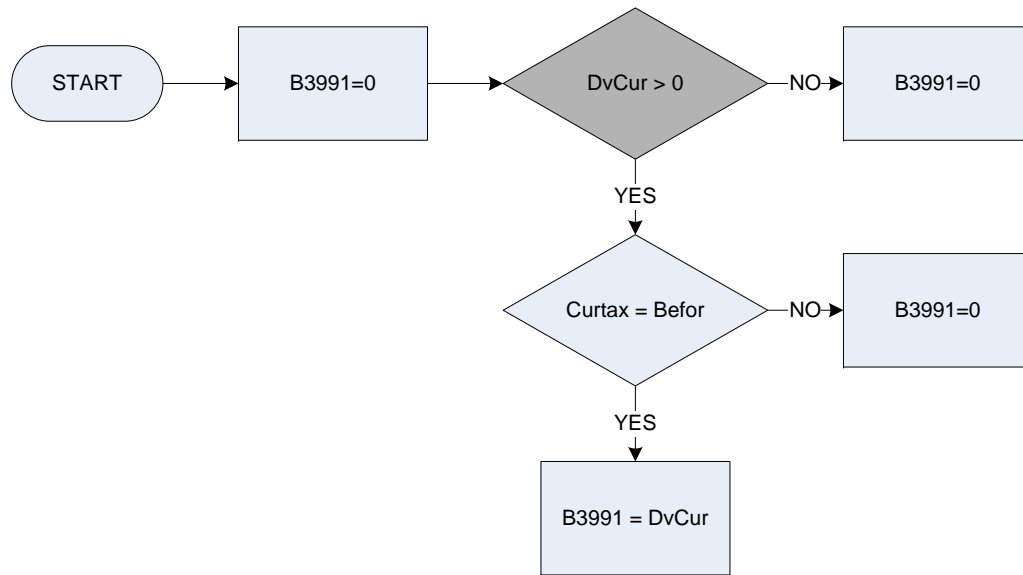 START
B3991=0
DvCur > 0
NO
B3991=0
YES
Curtax = Befor
NO
B3991=0
YES
B3991 = DvCur